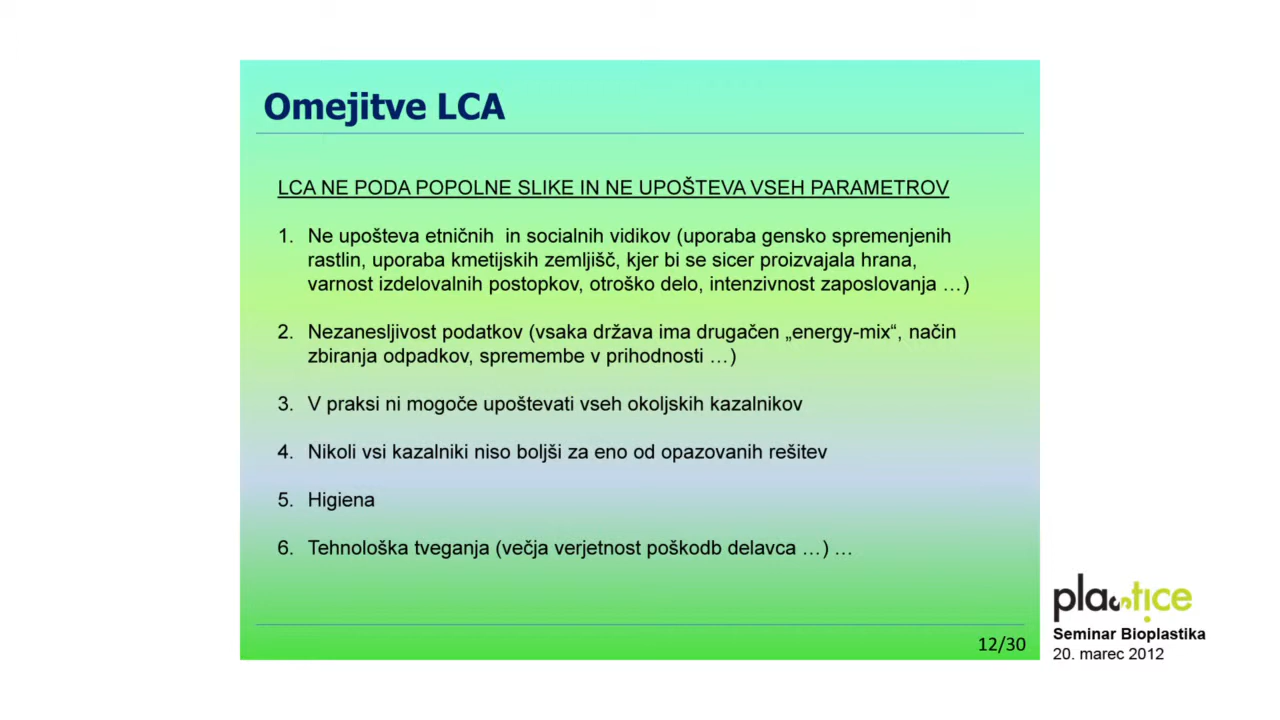 Omejitve LCA
LCA NE PODA POPOLNE SLIKE IN NE UPOŠTEVA VSEH PARAMETROV
1. Ne upošteva etničnih in socialnih vidikov (uporaba gensko spremenjenih
rastlin, uporaba kmetijskih zemljišč, kjer bi se sicer proizvajala hrana,
varnost izdelovalnih postopkov, otroško delo, intenzivnost zaposlovanja …)
2. Nezanesljivost podatkov (vsaka država ima drugačen „energy-mix“, način
zbiranja odpadkov, spremembe v prihodnosti …)
3. V praksi ni mogoče upoštevati vseh okoljskih kazalnikov
4. Nikoli vsi kazalniki niso boljši za eno od opazovanih rešitev
5. Higiena
6. Tehnološka tveganja (večja verjetnost poškodb delavca …) …
12/30
plastice
Seminar Bioplastika
20. marec 2012